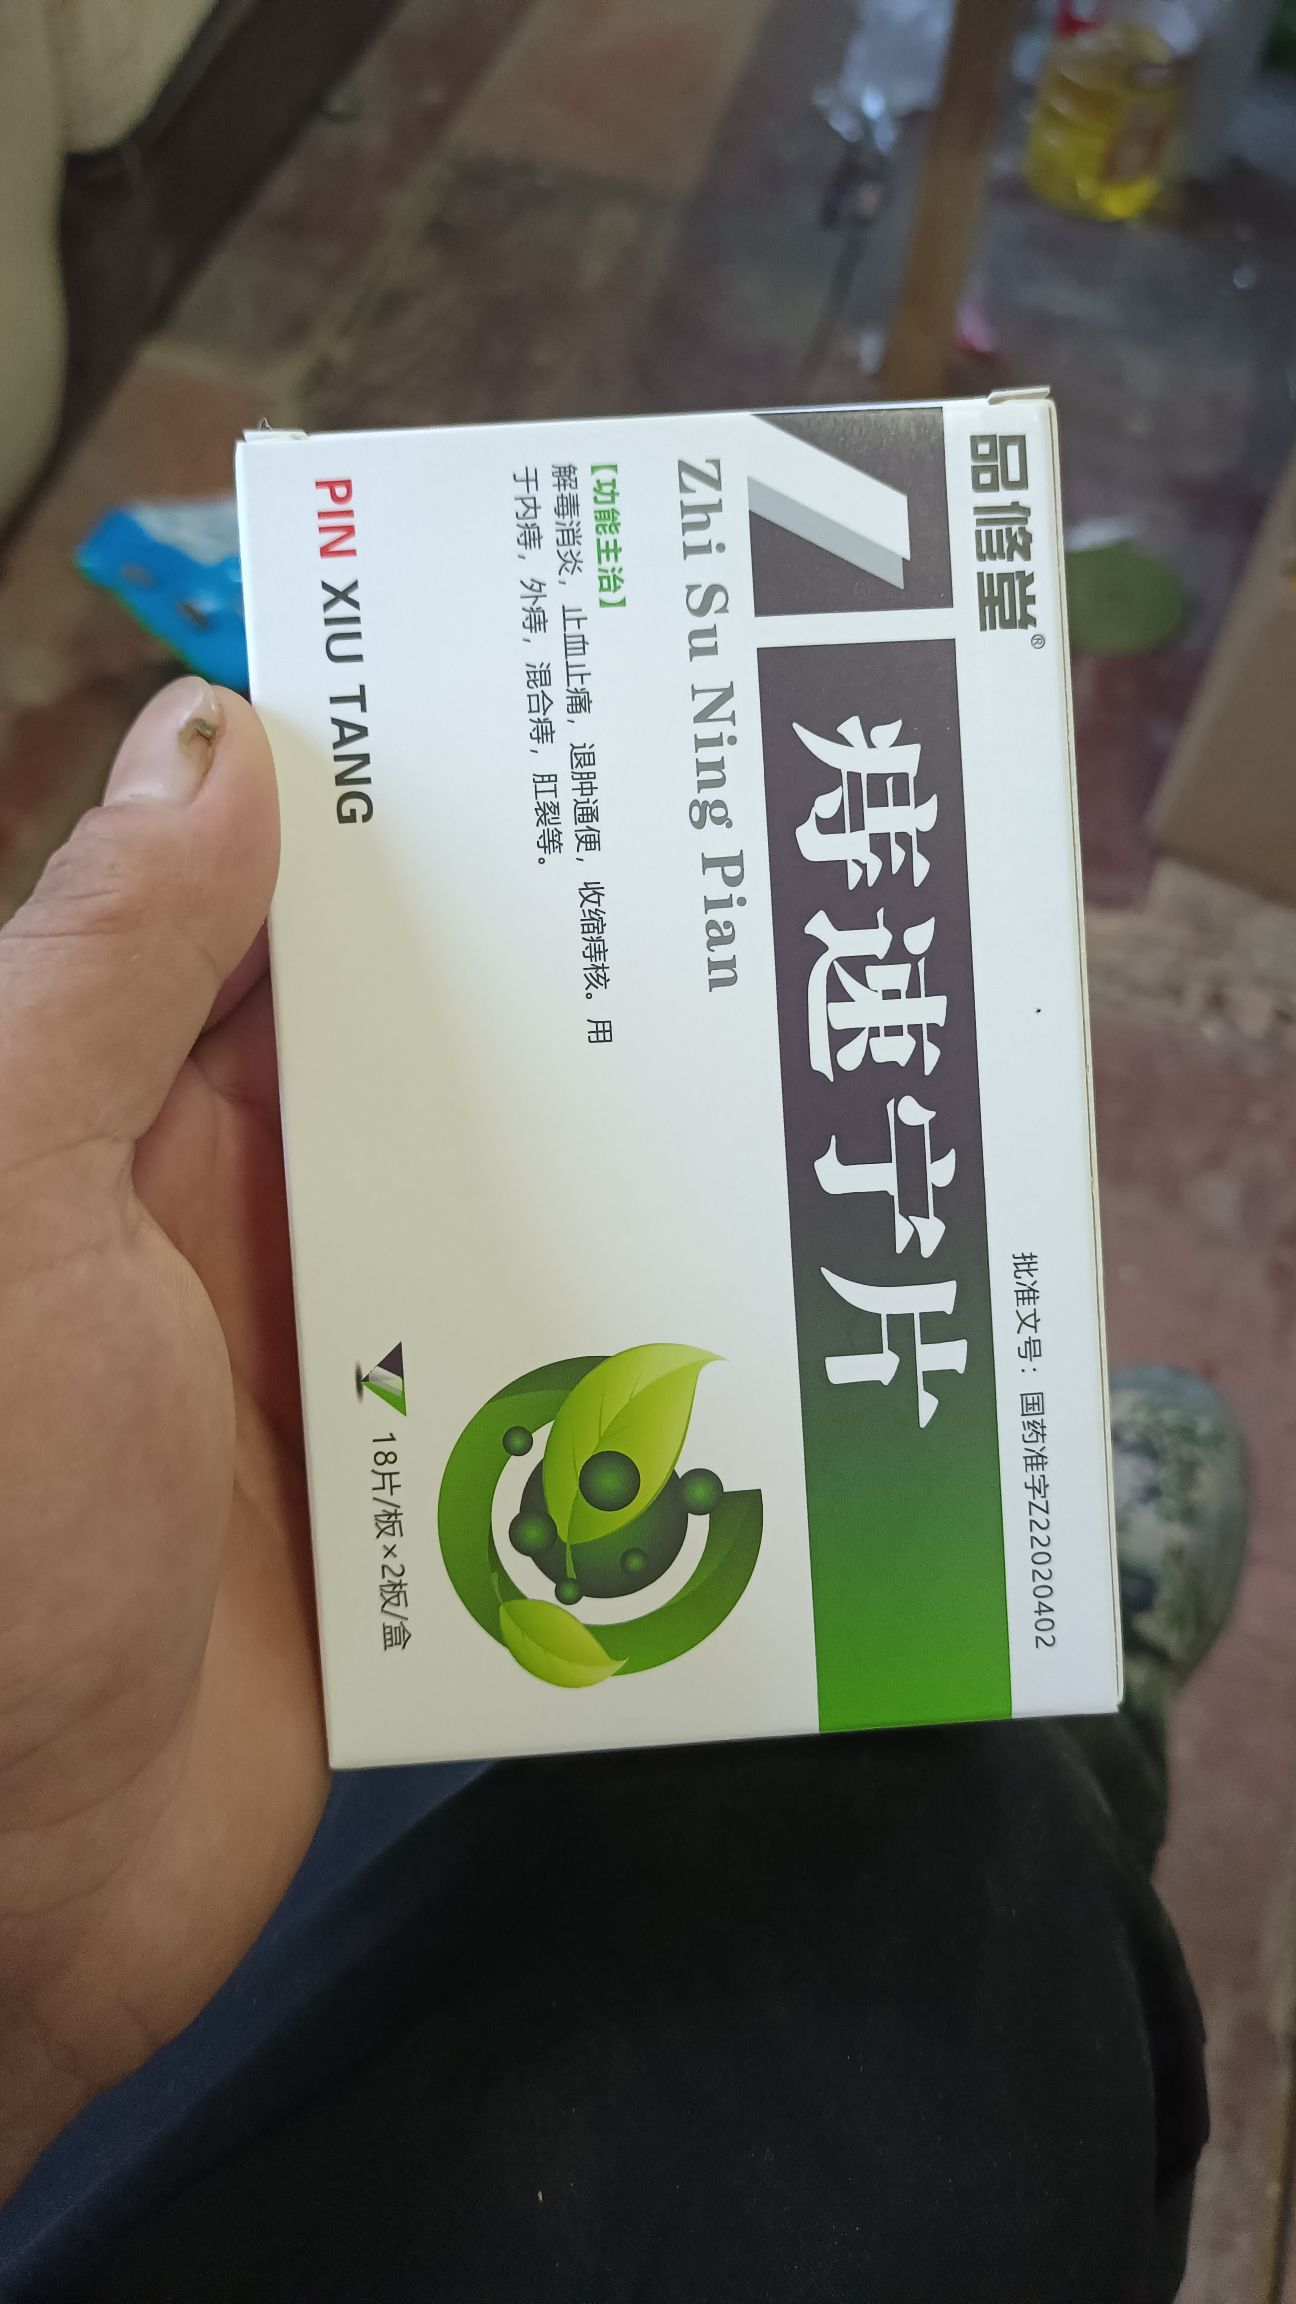 品修堂®
批准文号：国药准字Z22020402
痔速宁片
Zhi Su Ning Pian
【功能主治】
解毒消炎，止血止痛，退肿通便，收缩痔核。用
于内痔，外痔，混合痔，肛裂等。
PIN XIU TANG
18片/板×2板/盒